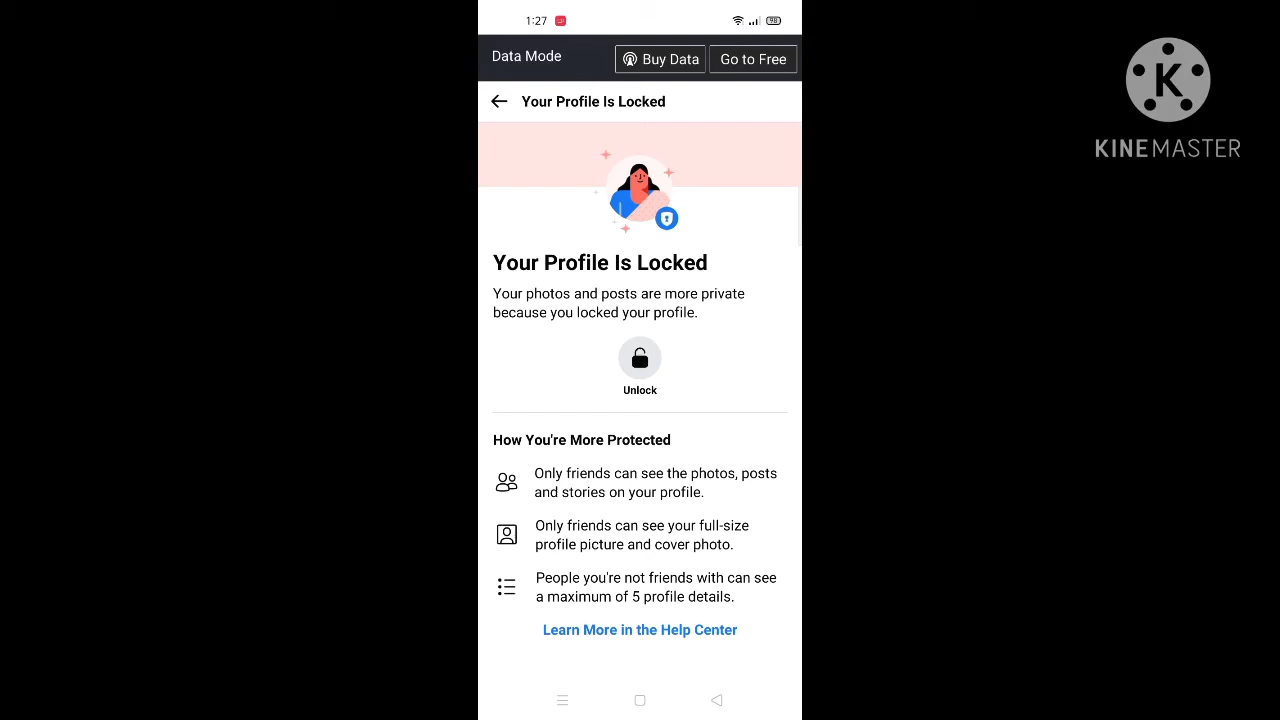 1:27
98
Data Mode
Buy Data
Go to Free
Your Profile Is Locked
K
KINEMASTER
Your Profile Is Locked
Your photos and posts are more private
because you locked your profile.
Unlock
How You're More Protected
Only friends can see the photos, posts
and stories on your profile.
Only friends can see your full-size
profile picture and cover photo.
People you're not friends with can see
a maximum of 5 profile details.
Learn More in the Help Center